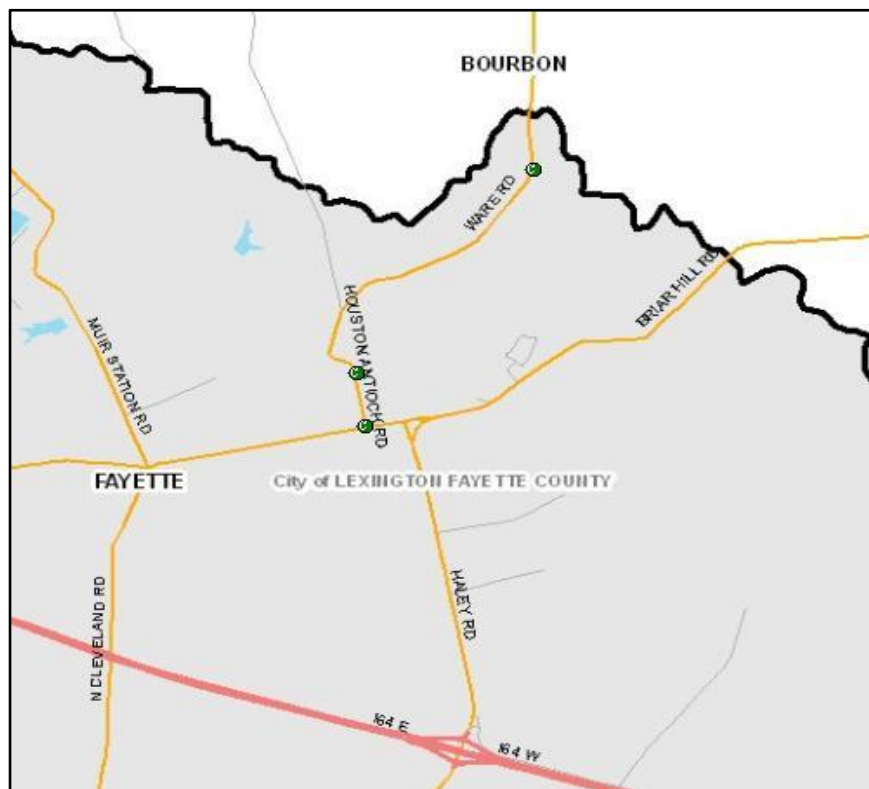 BOURBON
WARE RD
BRIAR HILL RD
HOUSTON ANTIOCH RD
MUIR STATION RD
FAYETTE
City of LEXINGTON FAYETTE COUNTY
HALEY RD
N CLEVELAND RD
I64 E
I64 W
C
C
C